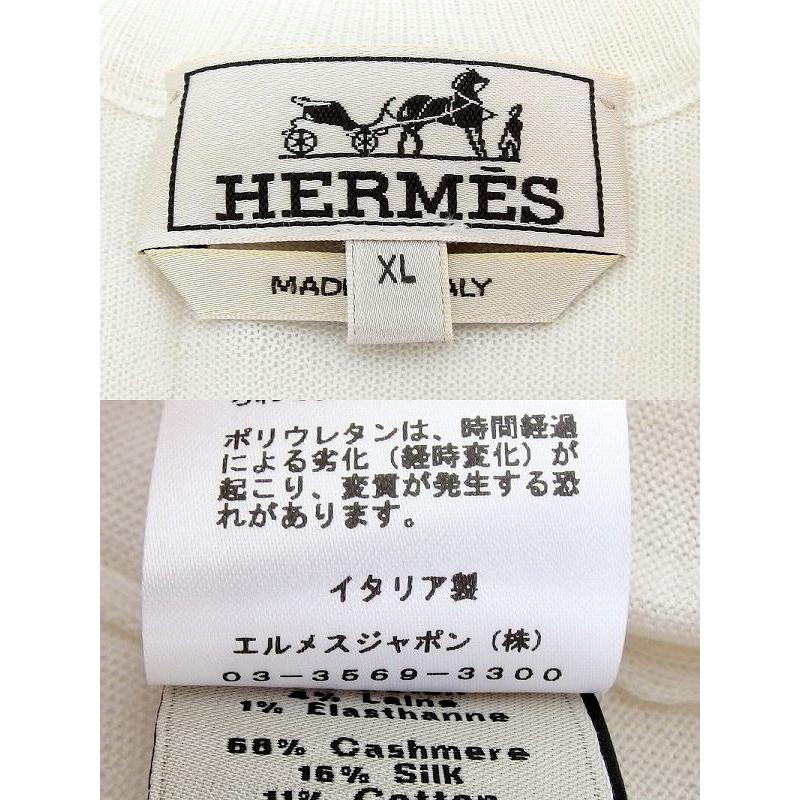 HERMÈS
XL
ポリウレタンは、時間経過
による劣化（経時変化）が
起こり、変質が発生する恐
れがあります。
イタリア製
エルメスジャポン（株）
03-3569-3300
4% Laine
1% Elasthanne
68% Cashmere
16% Silk
11% Cotton